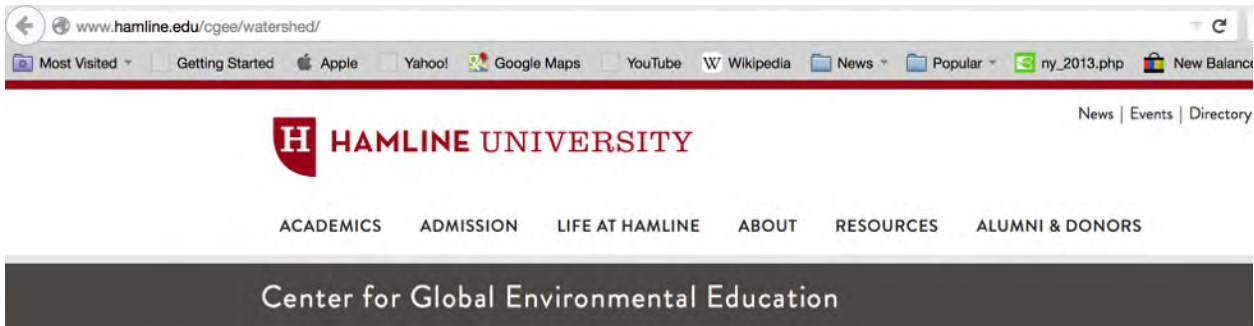 www.hamline.edu/cgee/watershed/
Most Visited Getting Started Apple Yahoo! Google Maps YouTube W Wikipedia News Popular ny_2013.php New Balance
News | Events | Directory
H HAMLINE UNIVERSITY
ACADEMICS ADMISSION LIFE AT HAMLINE ABOUT RESOURCES ALUMNI & DONORS
Center for Global Environmental Education